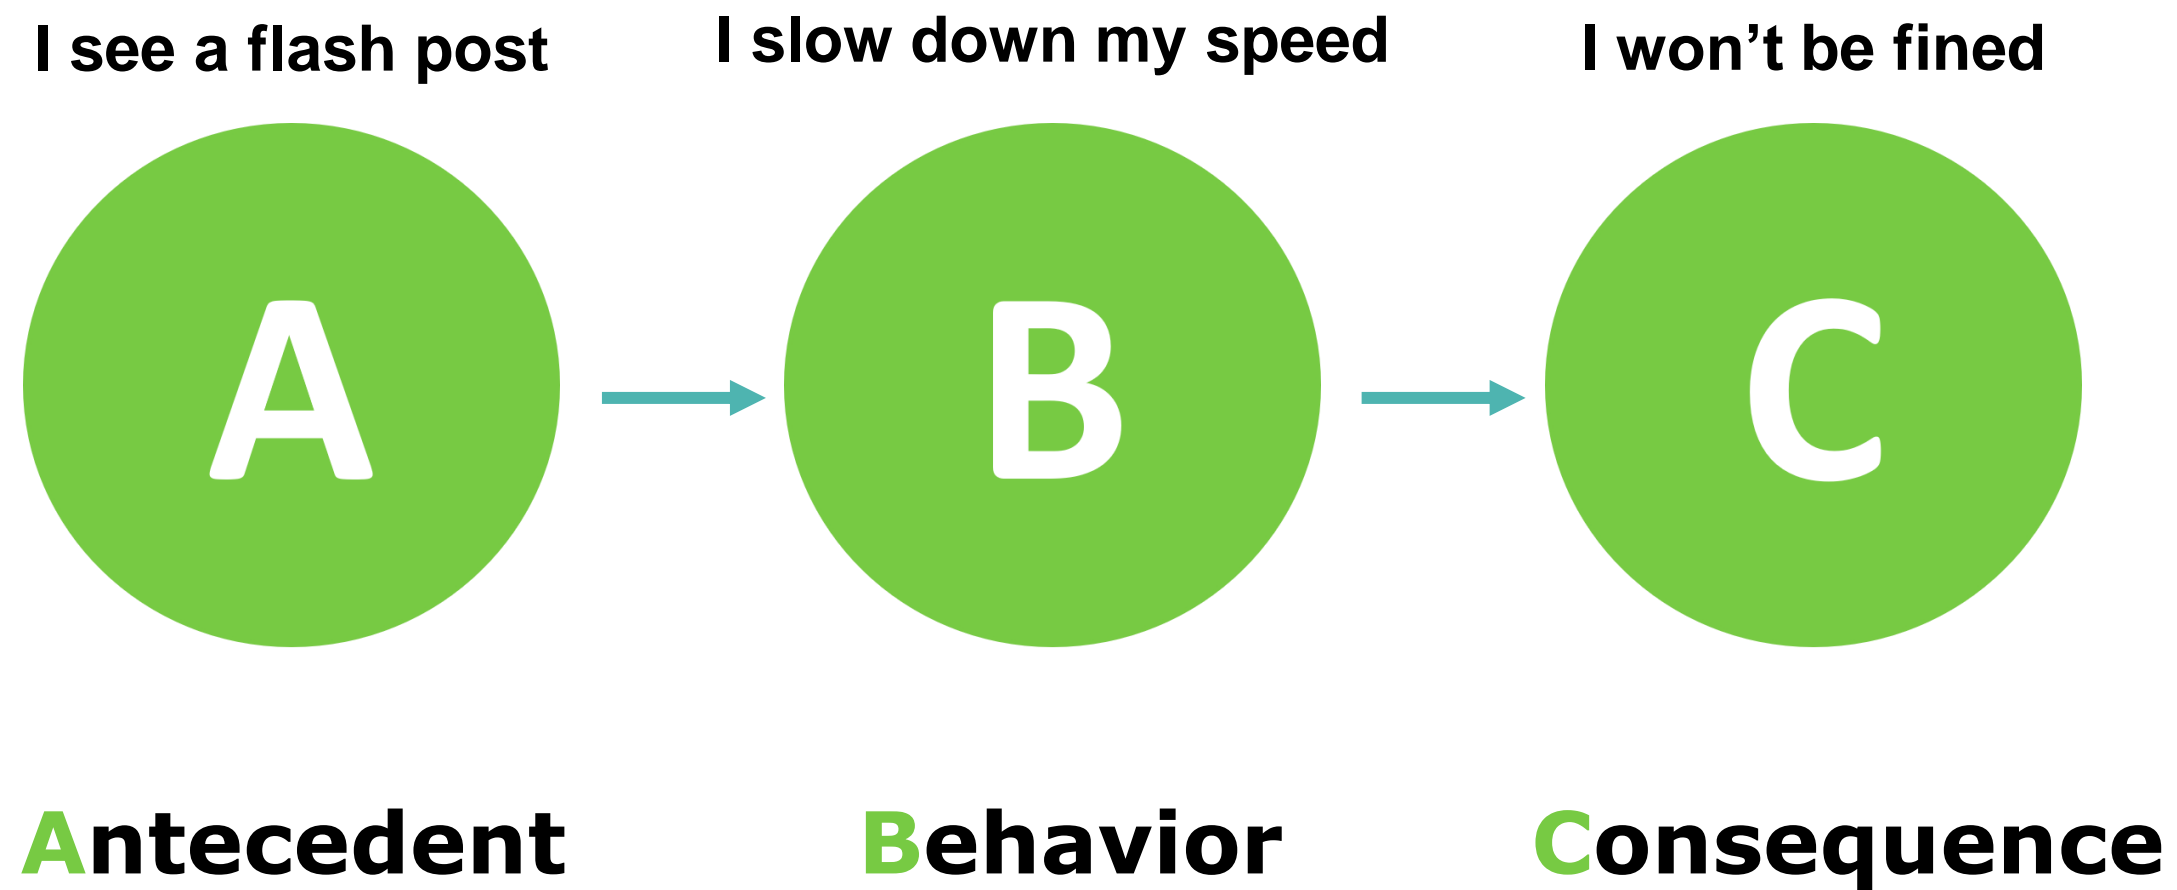 I see a flash post
I slow down my speed
I won’t be fined
A
B
C
Antecedent
Behavior
Consequence